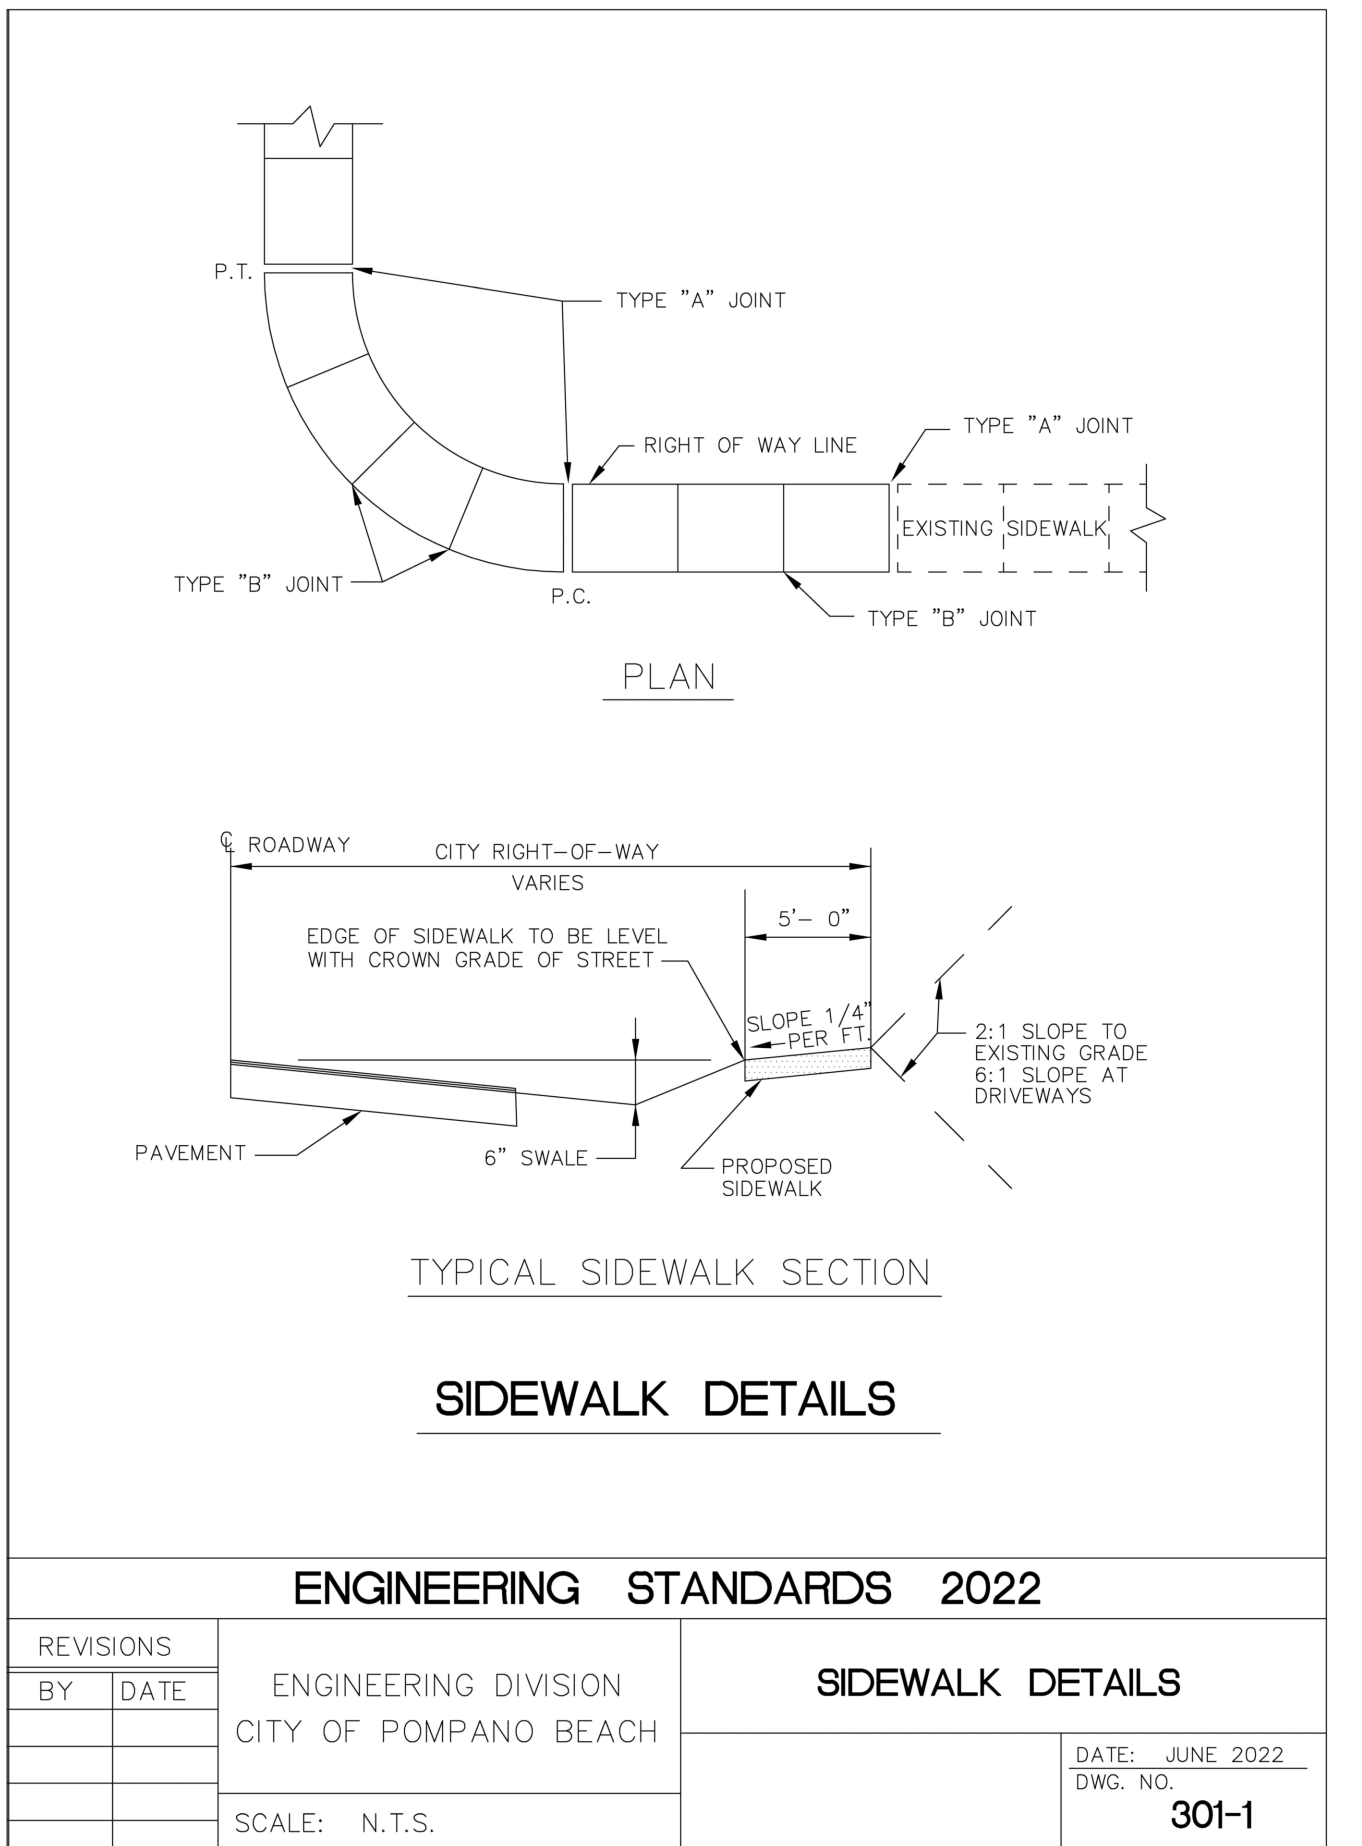 P.T.
TYPE "A" JOINT
TYPE "A" JOINT
RIGHT OF WAY LINE
EXISTING SIDEWALK
TYPE "B" JOINT
P.C.
TYPE "B" JOINT
PLAN
℄ ROADWAY
CITY RIGHT-OF-WAY
VARIES
5'- 0"
EDGE OF SIDEWALK TO BE LEVEL
WITH CROWN GRADE OF STREET
SLOPE 1/4"
PER FT.
2:1 SLOPE TO
EXISTING GRADE
6:1 SLOPE AT
DRIVEWAYS
PAVEMENT
6" SWALE
PROPOSED
SIDEWALK
TYPICAL SIDEWALK SECTION
SIDEWALK DETAILS
ENGINEERING STANDARDS 2022
REVISIONS
BY DATE
ENGINEERING DIVISION
CITY OF POMPANO BEACH
SCALE: N.T.S.
SIDEWALK DETAILS
DATE: JUNE 2022
DWG. NO.
301-1